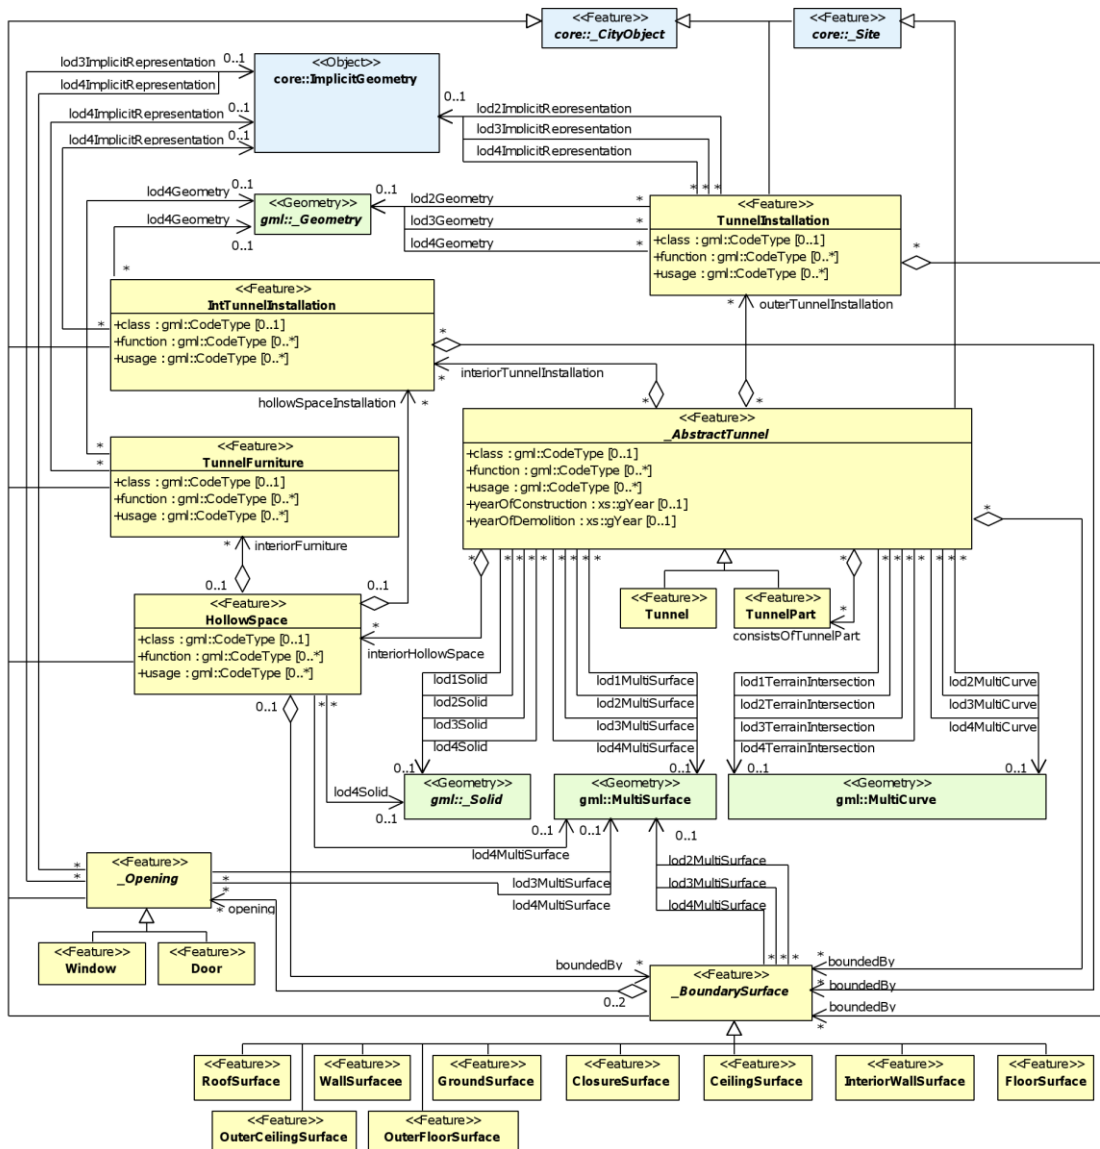 <<Feature>>
core::_CityObject
<<Feature>>
core::_Site
lod3ImplicitRepresentation
0..1
lod4ImplicitRepresentation
<<Object>>
core::ImplicitGeometry
lod4ImplicitRepresentation
0..1
lod4ImplicitRepresentation
0..1
0..1
lod2ImplicitRepresentation
lod3ImplicitRepresentation
lod4ImplicitRepresentation
* * *
lod4Geometry
0..1
lod4Geometry
0..1
<<Geometry>>
gml::_Geometry
0..1
lod2Geometry *
lod3Geometry *
lod4Geometry *
<<Feature>>
TunnelInstallation
+class : gml::CodeType [0..1]
+function : gml::CodeType [0..*]
+usage : gml::CodeType [0..*]
*
*
<<Feature>>
IntTunnelInstallation
+class : gml::CodeType [0..1]
+function : gml::CodeType [0..*]
+usage : gml::CodeType [0..*]
*
*
* outerTunnelInstallation
interiorTunnelInstallation
*
hollowSpaceInstallation *
* *
<<Feature>>
_AbstractTunnel
+class : gml::CodeType [0..1]
+function : gml::CodeType [0..*]
+usage : gml::CodeType [0..*]
+yearOfConstruction : xs::gYear [0..1]
+yearOfDemolition : xs::gYear [0..1]
*
<<Feature>>
TunnelFurniture
+class : gml::CodeType [0..1]
+function : gml::CodeType [0..*]
+usage : gml::CodeType [0..*]
*
*
* interiorFurniture
0..1
0..1
<<Feature>>
HollowSpace
+class : gml::CodeType [0..1]
+function : gml::CodeType [0..*]
+usage : gml::CodeType [0..*]
* * * * * * * * * * * * * * * * *
*
interiorHollowSpace
<<Feature>>
Tunnel
<<Feature>>
TunnelPart
*
consistsOfTunnelPart
0..1
* *
lod1Solid
lod2Solid
lod3Solid
lod4Solid
0..1
lod1MultiSurface
lod2MultiSurface
lod3MultiSurface
lod4MultiSurface
0..1
lod1TerrainIntersection
lod2TerrainIntersection
lod3TerrainIntersection
lod4TerrainIntersection
0..1
lod2MultiCurve
lod3MultiCurve
lod4MultiCurve
0..1
lod4Solid
0..1
<<Geometry>>
gml::_Solid
<<Geometry>>
gml::MultiSurface
<<Geometry>>
gml::MultiCurve
0..1
0..1
0..1
lod4MultiSurface
lod2MultiSurface
lod3MultiSurface
lod4MultiSurface
* * *
<<Feature>>
_Opening
*
*
*
*
lod3MultiSurface
lod4MultiSurface
* opening
<<Feature>>
Window
<<Feature>>
Door
boundedBy *
0..2
<<Feature>>
_BoundarySurface
* boundedBy
* boundedBy
boundedBy
*
<<Feature>>
RoofSurface
<<Feature>>
WallSurfacee
<<Feature>>
GroundSurface
<<Feature>>
ClosureSurface
<<Feature>>
CeilingSurface
<<Feature>>
InteriorWallSurface
<<Feature>>
FloorSurface
<<Feature>>
OuterCeilingSurface
<<Feature>>
OuterFloorSurface